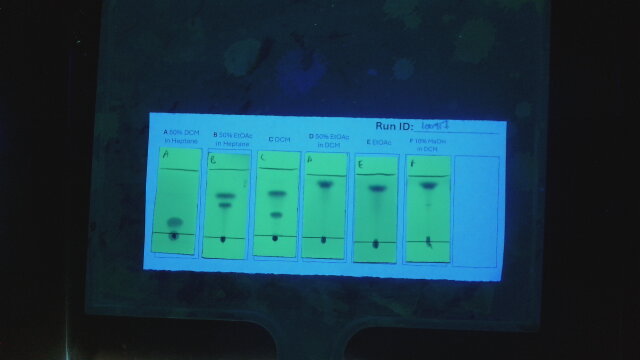 Run ID:
A 50% DCM
in Heptane
B 50% EtOAc
in Heptane
C DCM
D 50% EtOAc
in DCM
E EtOAc
F 10% MeOH
in DCM
A
B
C
D
E
F